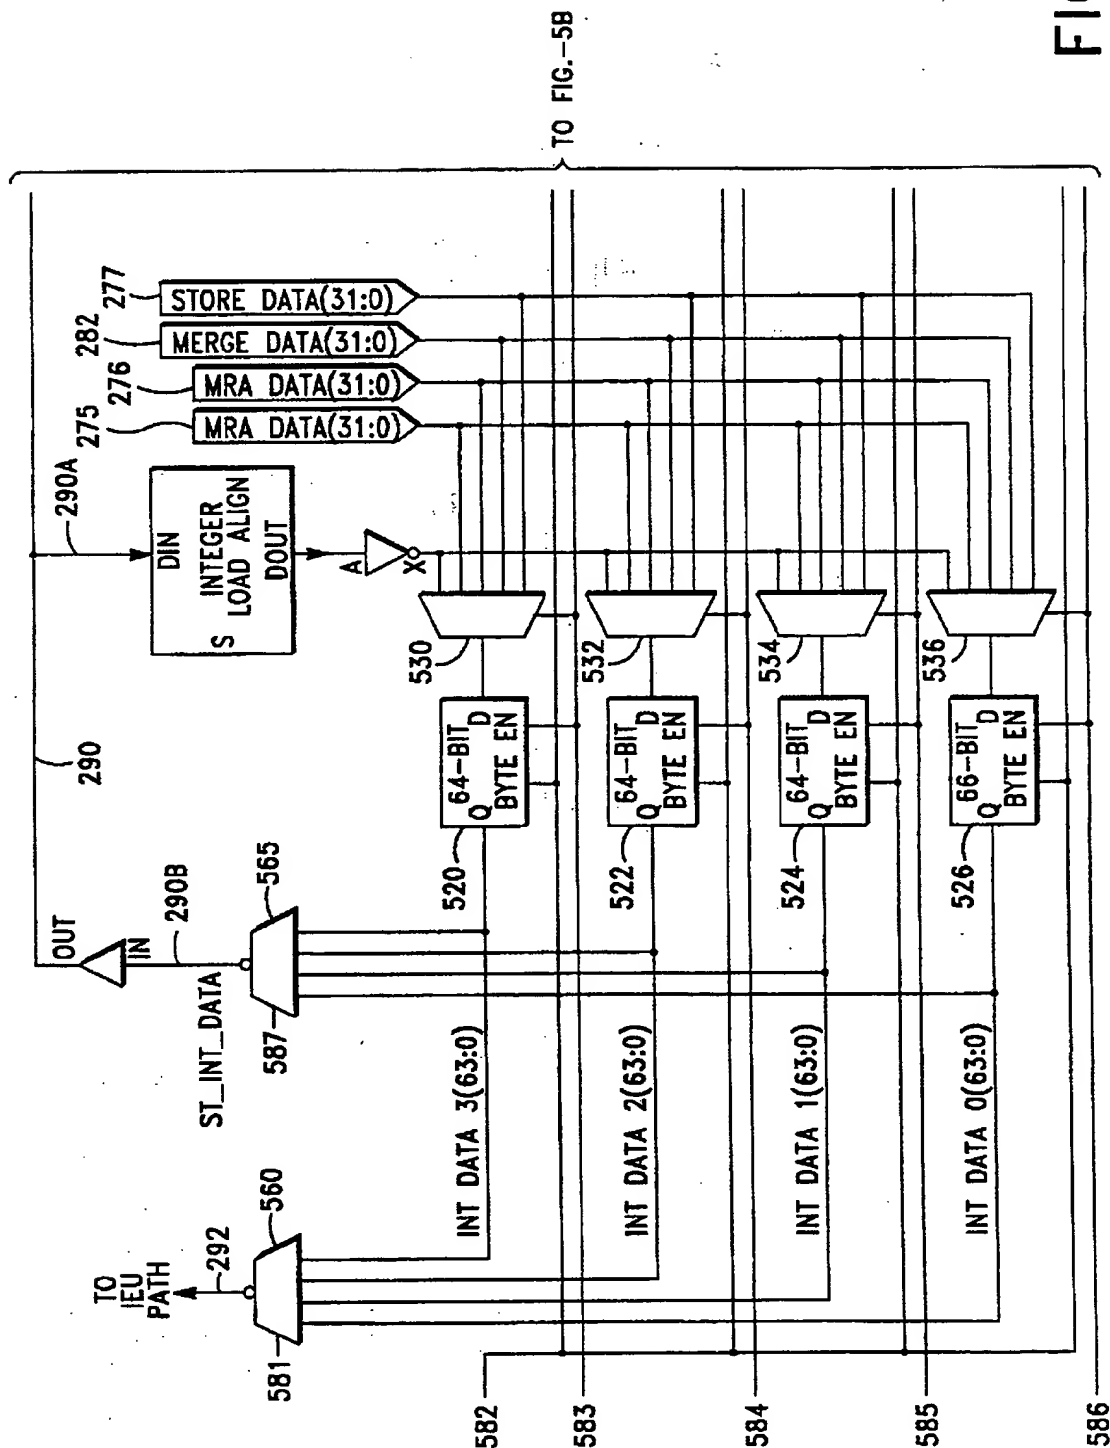 FIG
TO FIG.-5B
277
STORE DATA(31:0)
282
MERGE DATA(31:0)
276
MRA DATA(31:0)
275
MRA DATA(31:0)
290A
DIN
INTEGER
LOAD ALIGN
S
DOUT
A
X
290
530
532
534
536
64-BIT
Q D
BYTE EN
520
64-BIT
Q D
BYTE EN
522
64-BIT
Q D
BYTE EN
524
66-BIT
Q D
BYTE EN
526
OUT
IN
290B
565
587
ST_INT_DATA
INT DATA 3(63:0)
INT DATA 2(63:0)
INT DATA 1(63:0)
INT DATA 0(63:0)
TO
IEU
PATH
292
560
581
582
583
584
585
586